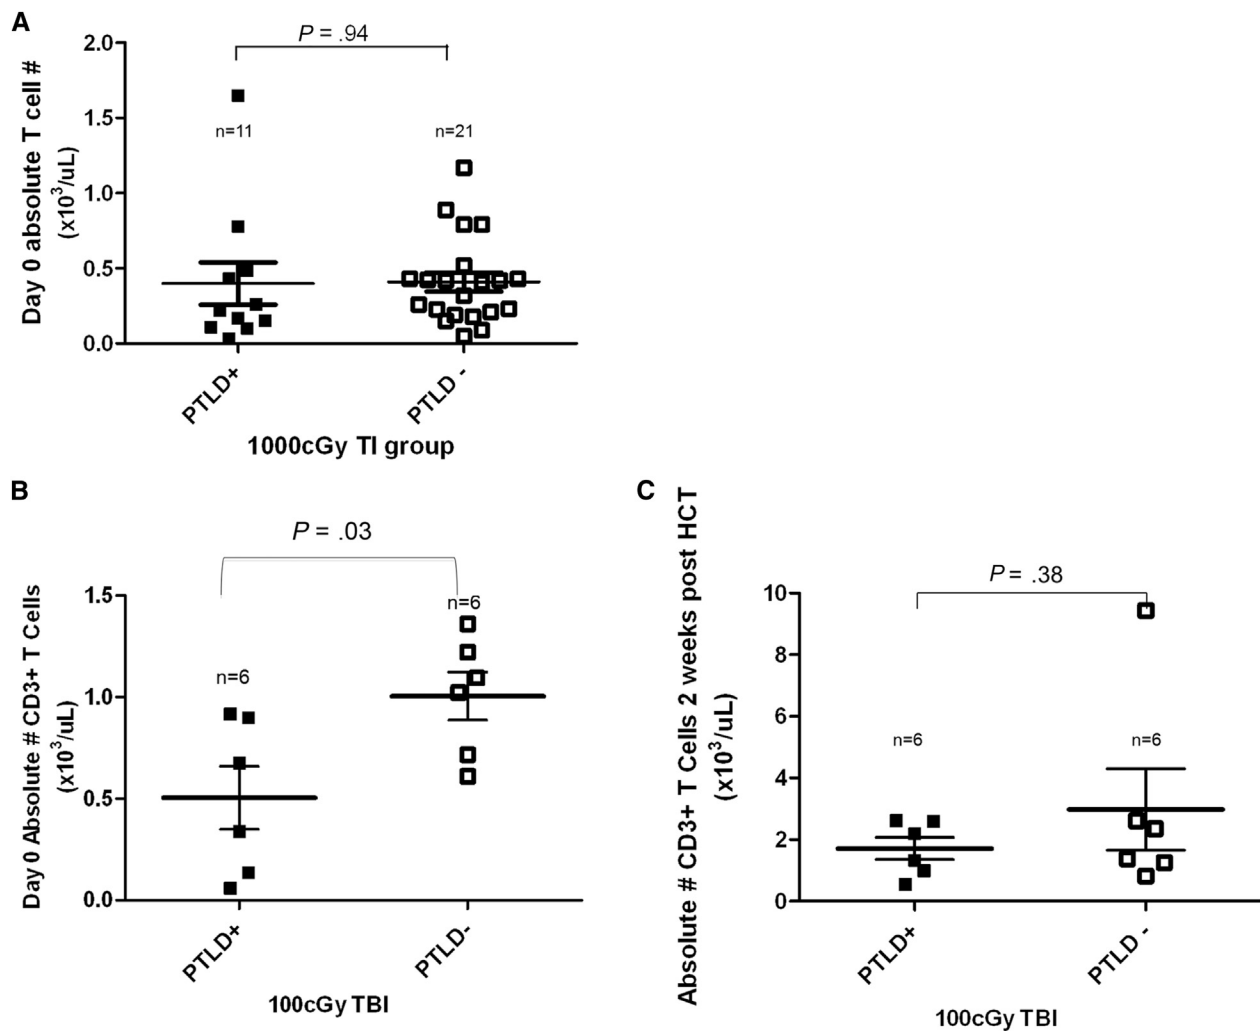 A
P = .94
Day 0 absolute T cell #
(x10³/uL)
2.0
1.5
1.0
0.5
0.0
n=11
n=21
PTLD+
PTLD -
1000cGy TI group
B
P = .03
Day 0 Absolute # CD3+ T Cells
(x10³/uL)
1.5
1.0
0.5
0.0
n=6
n=6
PTLD+
PTLD-
100cGy TBI
C
P = .38
Absolute # CD3+ T Cells 2 weeks post HCT
(x10³/uL)
10
8
6
4
2
0
n=6
n=6
PTLD+
PTLD -
100cGy TBI